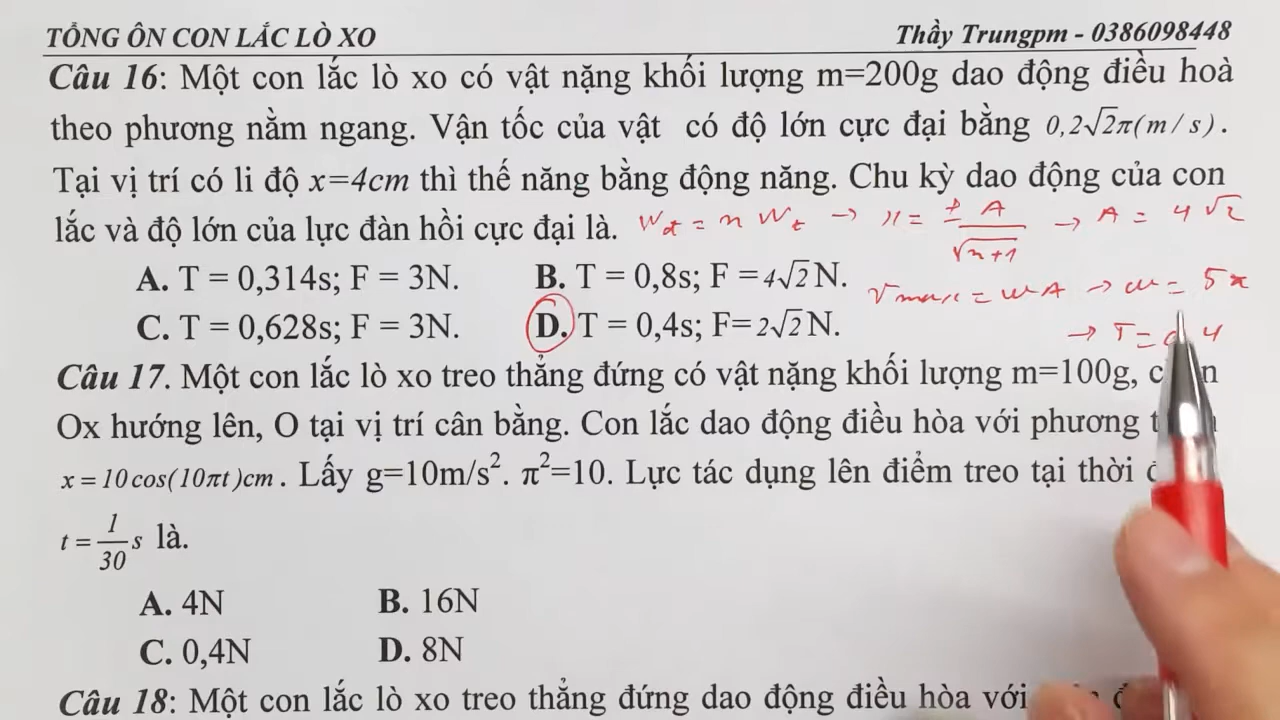 TỔNG ÔN CON LẮC LÒ XO Thầy Trungpm - 0386098448
Câu 16: Một con lắc lò xo có vật nặng khối lượng m=200g dao động điều hoà
theo phương nằm ngang. Vận tốc của vật có độ lớn cực đại bằng 0,2√2π(m/s).
Tại vị trí có li độ x=4cm thì thế năng bằng động năng. Chu kỳ dao động của con
lắc và độ lớn của lực đàn hồi cực đại là. Wđ = n Wt → x = ± A/√(n+1) → A = 4√2
A. T = 0,314s; F = 3N. B. T = 0,8s; F = 4√2 N. vmax = ωA → ω = 5π
C. T = 0,628s; F = 3N. D. T = 0,4s; F= 2√2 N. → T = 4
Câu 17. Một con lắc lò xo treo thẳng đứng có vật nặng khối lượng m=100g,
Ox hướng lên, O tại vị trí cân bằng. Con lắc dao động điều hòa với phương
x = 10cos(10πt)cm. Lấy g=10m/s². π²=10. Lực tác dụng lên điểm treo tại thời
t = 1/30 s là.
A. 4N B. 16N
C. 0,4N D. 8N
Câu 18: Một con lắc lò xo treo thẳng đứng dao động điều hòa với